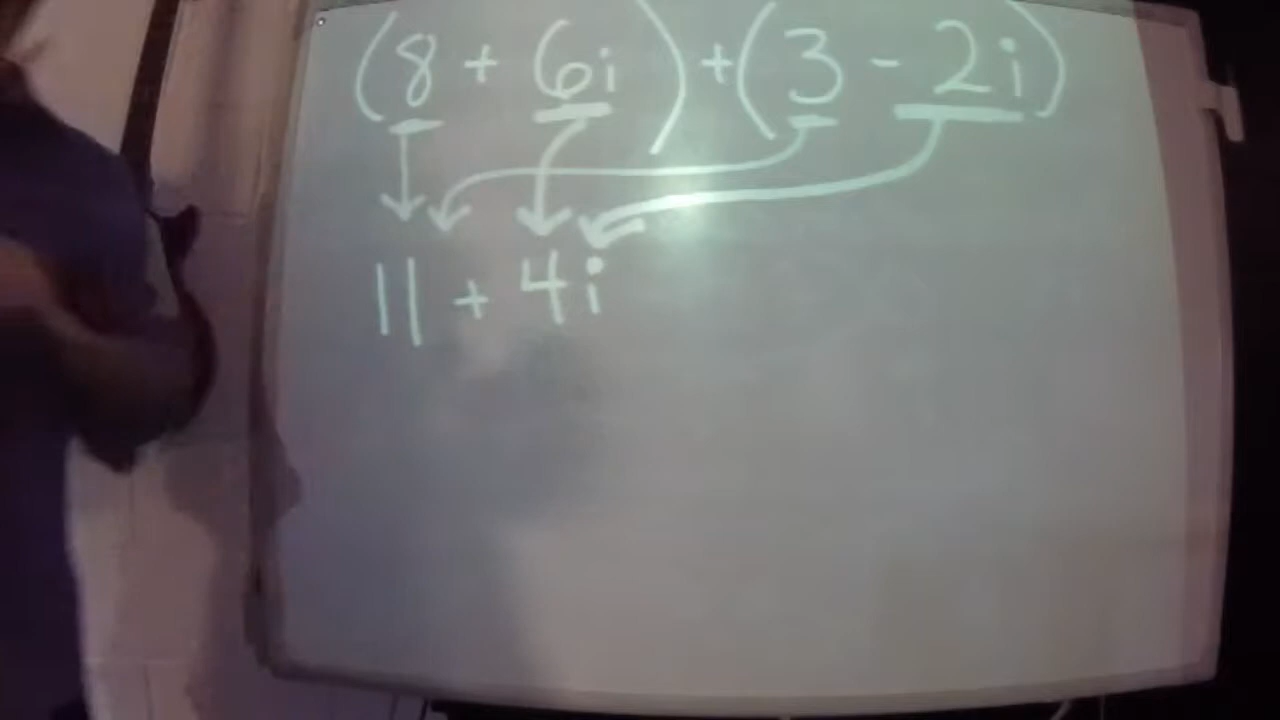 (8 + 6i) + (3 - 2i)
11 + 4i